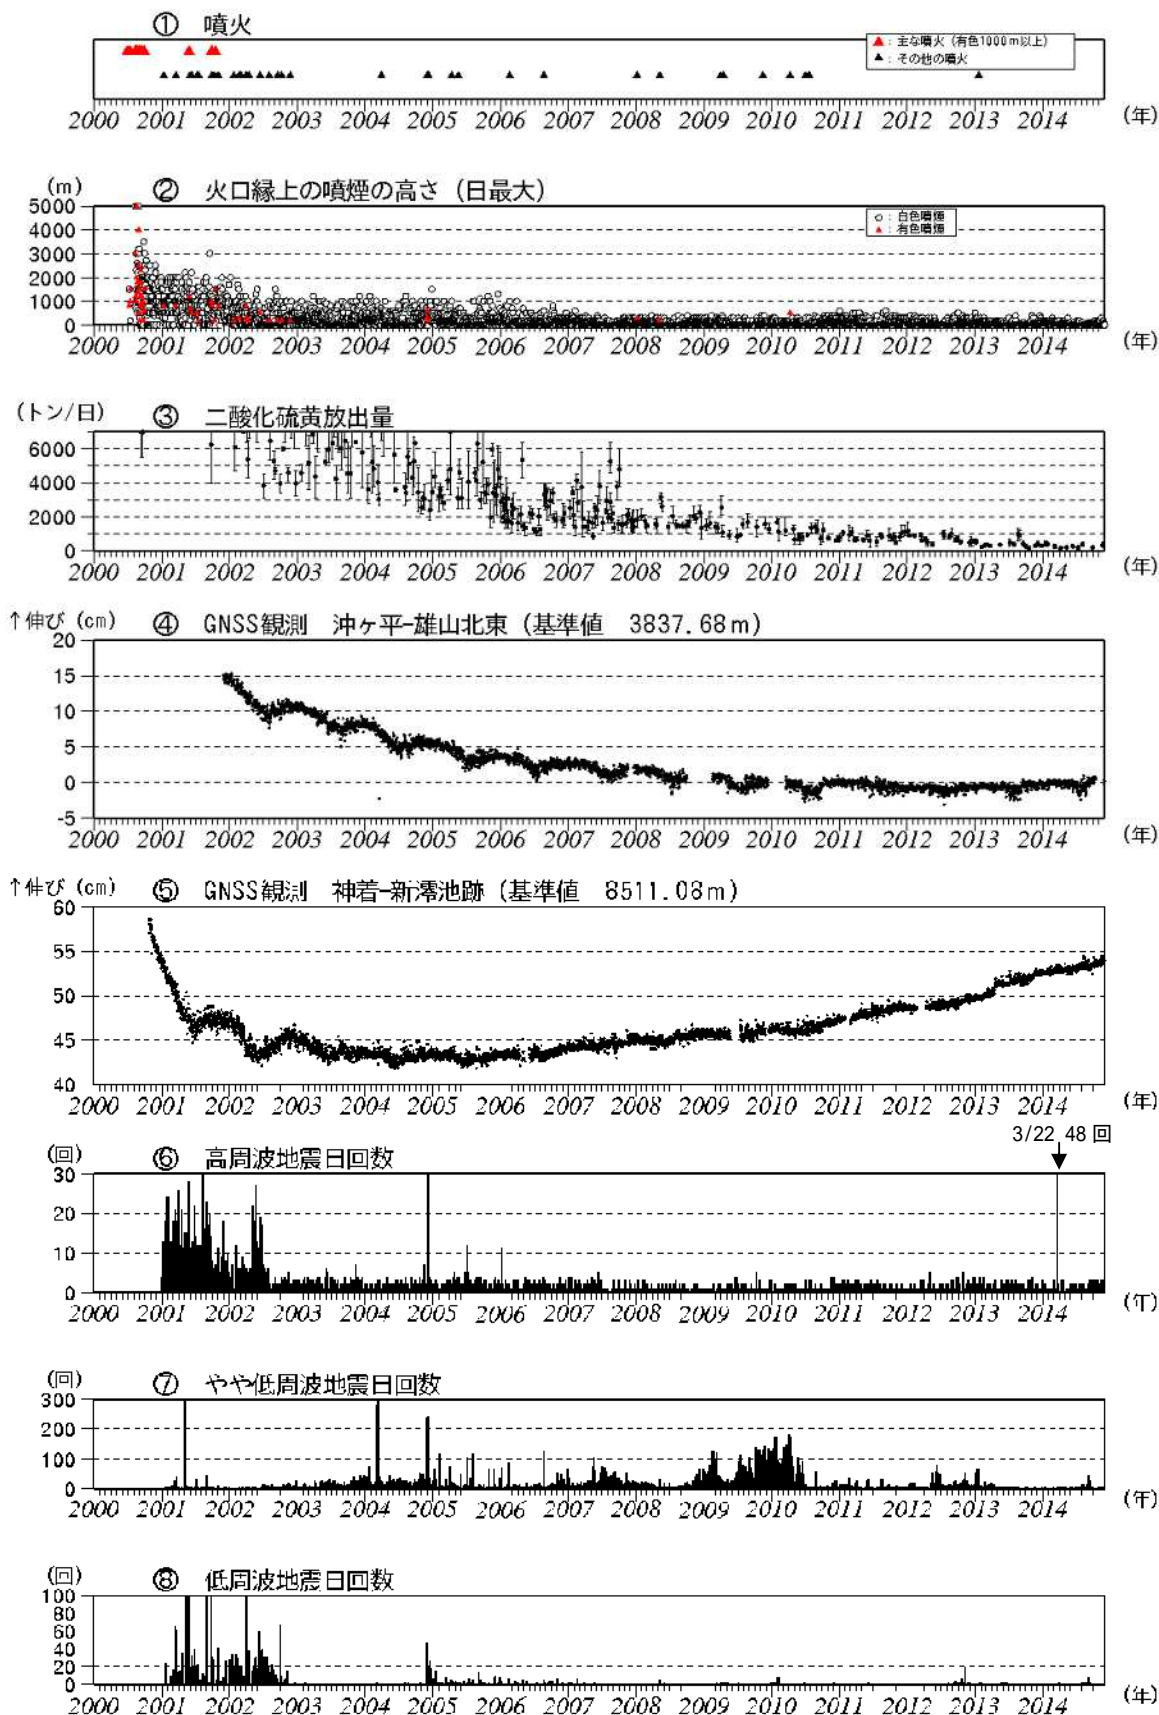 ① 噴火
▲：主な噴火（有色1000m以上）
▲：その他の噴火
2000 2001 2002 2003 2004 2005 2006 2007 2008 2009 2010 2011 2012 2013 2014 (年)
(m) ② 火口縁上の噴煙の高さ（日最大）
○：白色噴煙
▲：有色噴煙
5000
4000
3000
2000
1000
0
2000 2001 2002 2003 2004 2005 2006 2007 2008 2009 2010 2011 2012 2013 2014 (年)
(トン/日) ③ 二酸化硫黄放出量
6000
4000
2000
0
2000 2001 2002 2003 2004 2005 2006 2007 2008 2009 2010 2011 2012 2013 2014 (年)
↑伸び (cm) ④ GNSS観測 沖ヶ平-雄山北東（基準値 3837.68m）
20
15
10
5
0
-5
2000 2001 2002 2003 2004 2005 2006 2007 2008 2009 2010 2011 2012 2013 2014 (年)
↑伸び (cm) ⑤ GNSS観測 神着-新澪池跡（基準値 8511.08m）
60
55
50
45
40
2000 2001 2002 2003 2004 2005 2006 2007 2008 2009 2010 2011 2012 2013 2014 (年)
3/22 48 回
(回) ⑥ 高周波地震日回数
30
20
10
0
2000 2001 2002 2003 2004 2005 2006 2007 2008 2009 2010 2011 2012 2013 2014 (年)
(回) ⑦ やや低周波地震日回数
300
200
100
0
2000 2001 2002 2003 2004 2005 2006 2007 2008 2009 2010 2011 2012 2013 2014 (年)
(回) ⑧ 低周波地震日回数
100
80
60
40
20
0
2000 2001 2002 2003 2004 2005 2006 2007 2008 2009 2010 2011 2012 2013 2014 (年)